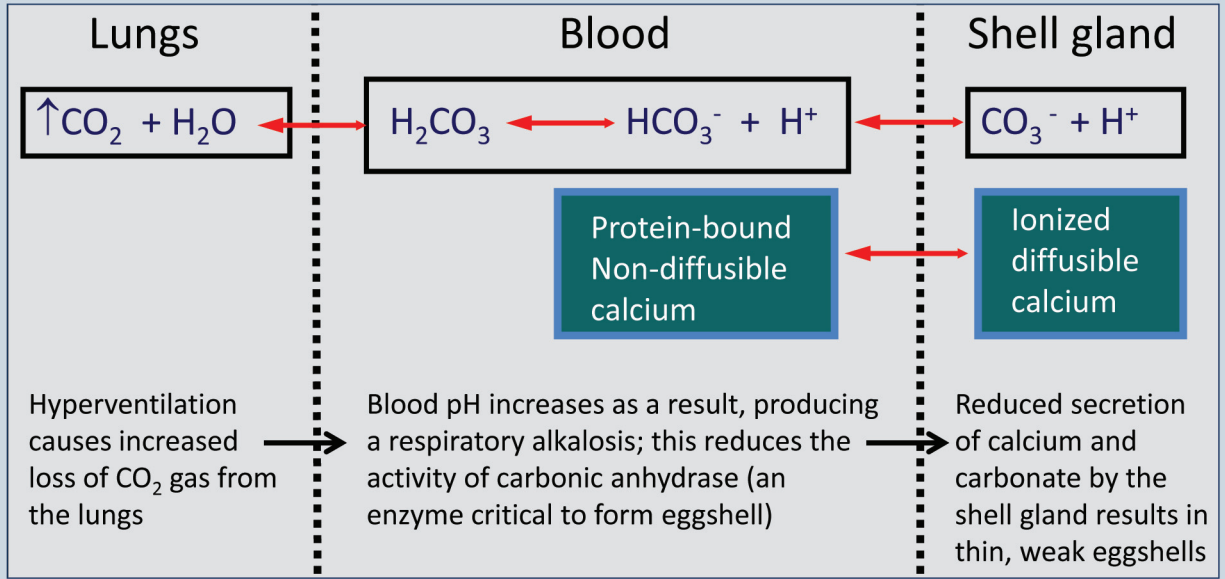 Lungs
Blood
Shell gland
↑CO₂ + H₂O
H₂CO₃
HCO₃⁻ + H⁺
CO₃⁻ + H⁺
Protein-bound
Non-diffusible
calcium
Ionized
diffusible
calcium
Hyperventilation
causes increased
loss of CO₂ gas from
the lungs
Blood pH increases as a result, producing
a respiratory alkalosis; this reduces the
activity of carbonic anhydrase (an
enzyme critical to form eggshell)
Reduced secretion
of calcium and
carbonate by the
shell gland results in
thin, weak eggshells